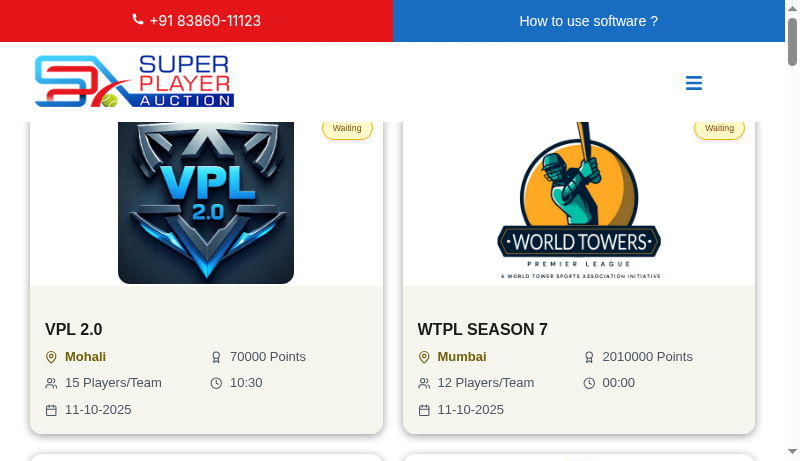 +91 83860-11123
How to use software ?
SUPER
PLAYER
AUCTION
Waiting
VPL
2.0
VPL 2.0
Mohali
70000 Points
15 Players/Team
10:30
11-10-2025
Waiting
WORLD TOWERS
PREMIER LEAGUE
A WORLD TOWER SPORTS ASSOCIATION INITIATIVE
WTPL SEASON 7
Mumbai
2010000 Points
12 Players/Team
00:00
11-10-2025